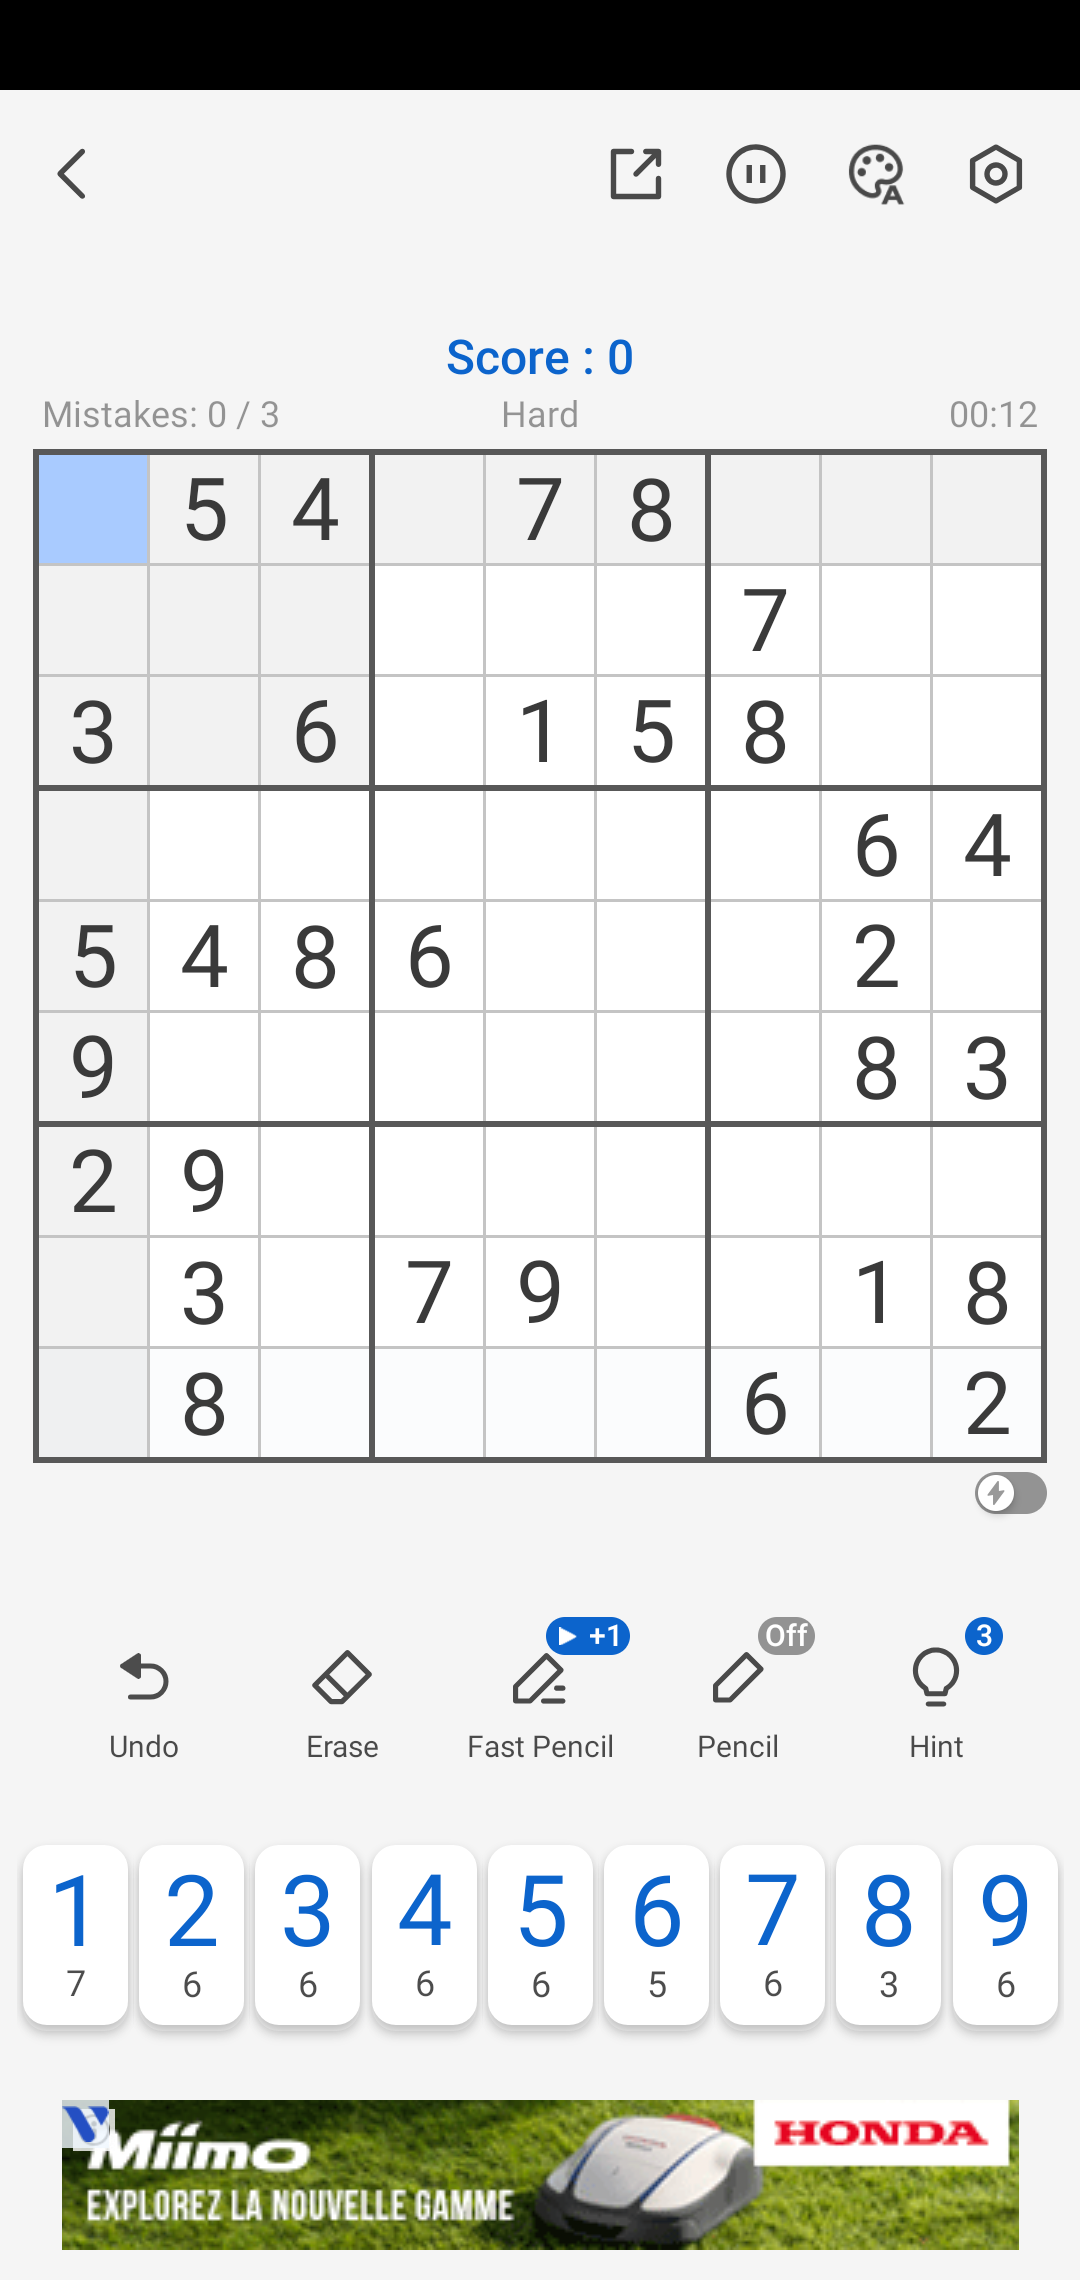 Score : 0
Mistakes: 0 / 3 Hard 00:12
5 4 7 8
7
3 6 1 5 8
6 4
5 4 8 6 2
9 8 3
2 9
3 7 9 1 8
8 6 2
+1 Off 3
Undo Erase Fast Pencil Pencil Hint
1 2 3 4 5 6 7 8 9
7 6 6 6 6 5 6 3 6
Miimo HONDA
EXPLOREZ LA NOUVELLE GAMME